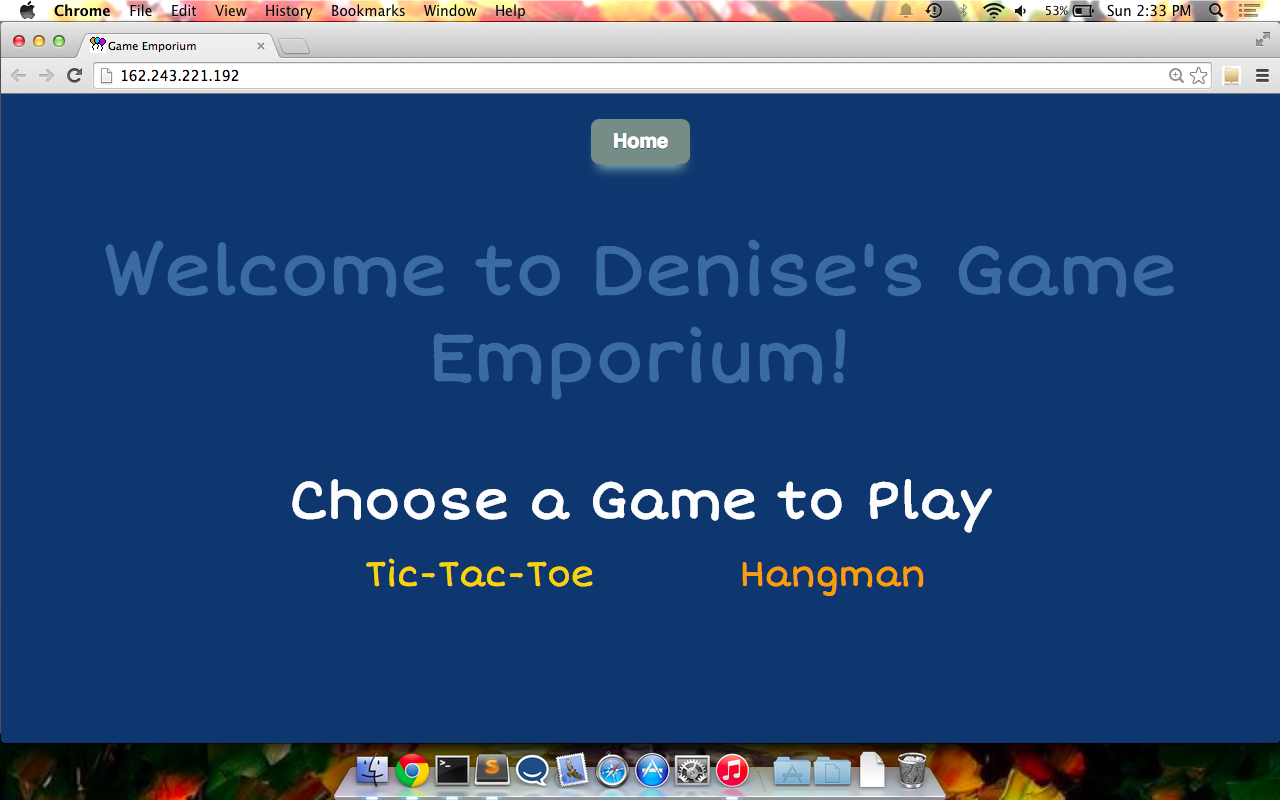 Chrome File Edit View History Bookmarks Window Help 53% Sun 2:33 PM
Game Emporium
162.243.221.192
Home
Welcome to Denise's Game
Emporium!
Choose a Game to Play
Tic-Tac-Toe Hangman